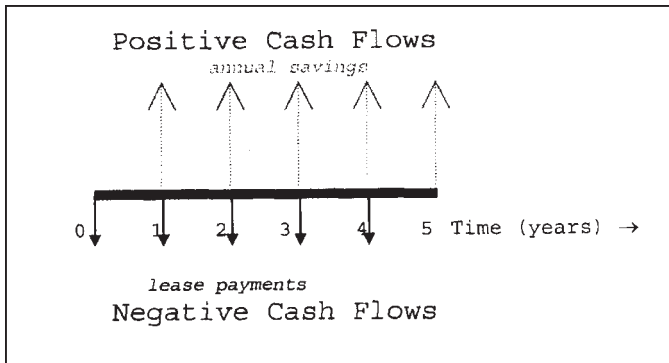 Positive Cash Flows
annual savings
0 1 2 3 4 5 Time (years) →
lease payments
Negative Cash Flows